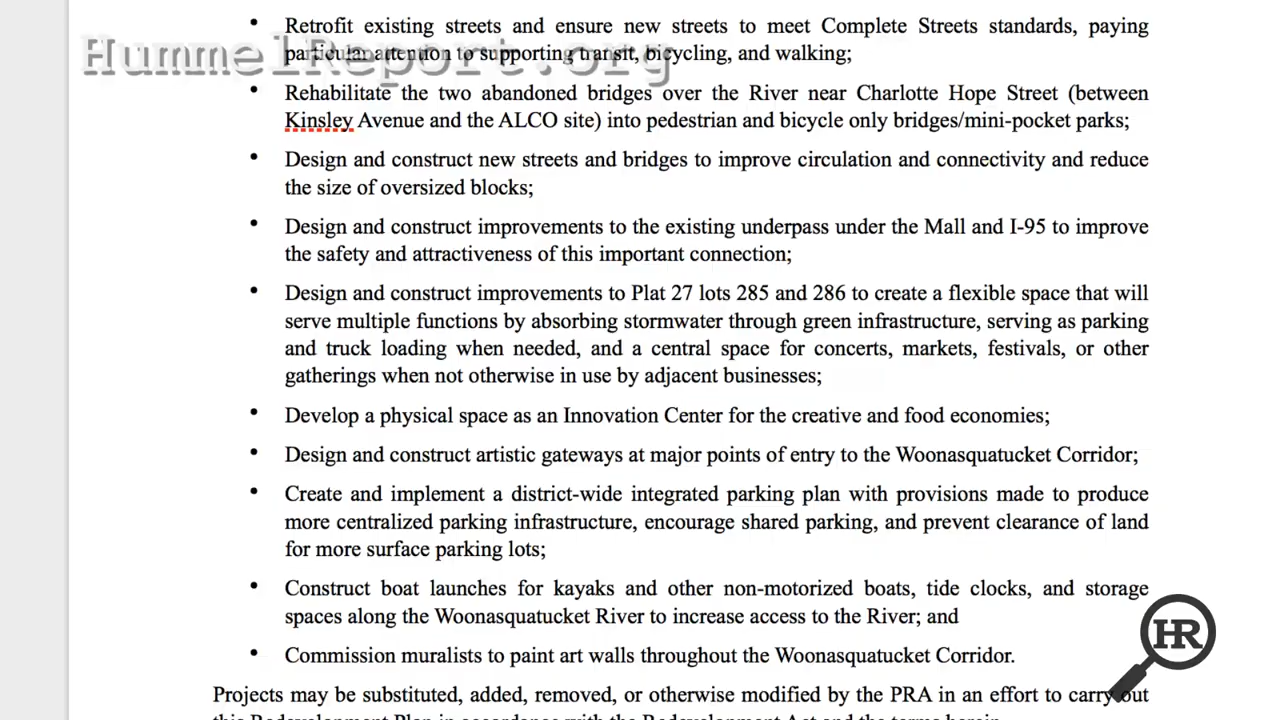 Retrofit existing streets and ensure new streets to meet Complete Streets standards, paying
particular attention to supporting transit, bicycling, and walking;
HummelReport.org
Rehabilitate the two abandoned bridges over the River near Charlotte Hope Street (between
Kinsley Avenue and the ALCO site) into pedestrian and bicycle only bridges/mini-pocket parks;
Design and construct new streets and bridges to improve circulation and connectivity and reduce
the size of oversized blocks;
Design and construct improvements to the existing underpass under the Mall and I-95 to improve
the safety and attractiveness of this important connection;
Design and construct improvements to Plat 27 lots 285 and 286 to create a flexible space that will
serve multiple functions by absorbing stormwater through green infrastructure, serving as parking
and truck loading when needed, and a central space for concerts, markets, festivals, or other
gatherings when not otherwise in use by adjacent businesses;
Develop a physical space as an Innovation Center for the creative and food economies;
Design and construct artistic gateways at major points of entry to the Woonasquatucket Corridor;
Create and implement a district-wide integrated parking plan with provisions made to produce
more centralized parking infrastructure, encourage shared parking, and prevent clearance of land
for more surface parking lots;
Construct boat launches for kayaks and other non-motorized boats, tide clocks, and storage
spaces along the Woonasquatucket River to increase access to the River; and
HR
Commission muralists to paint art walls throughout the Woonasquatucket Corridor.
Projects may be substituted, added, removed, or otherwise modified by the PRA in an effort to carry out
this Redevelopment Plan in accordance with the Redevelopment Act and the terms herein